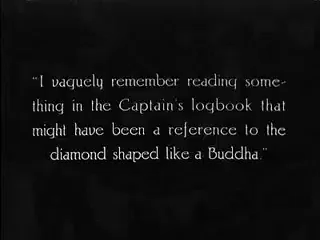 “I vaguely remember reading some-
thing in the Captain's logbook that
might have been a reference to the
diamond shaped like a Buddha.”